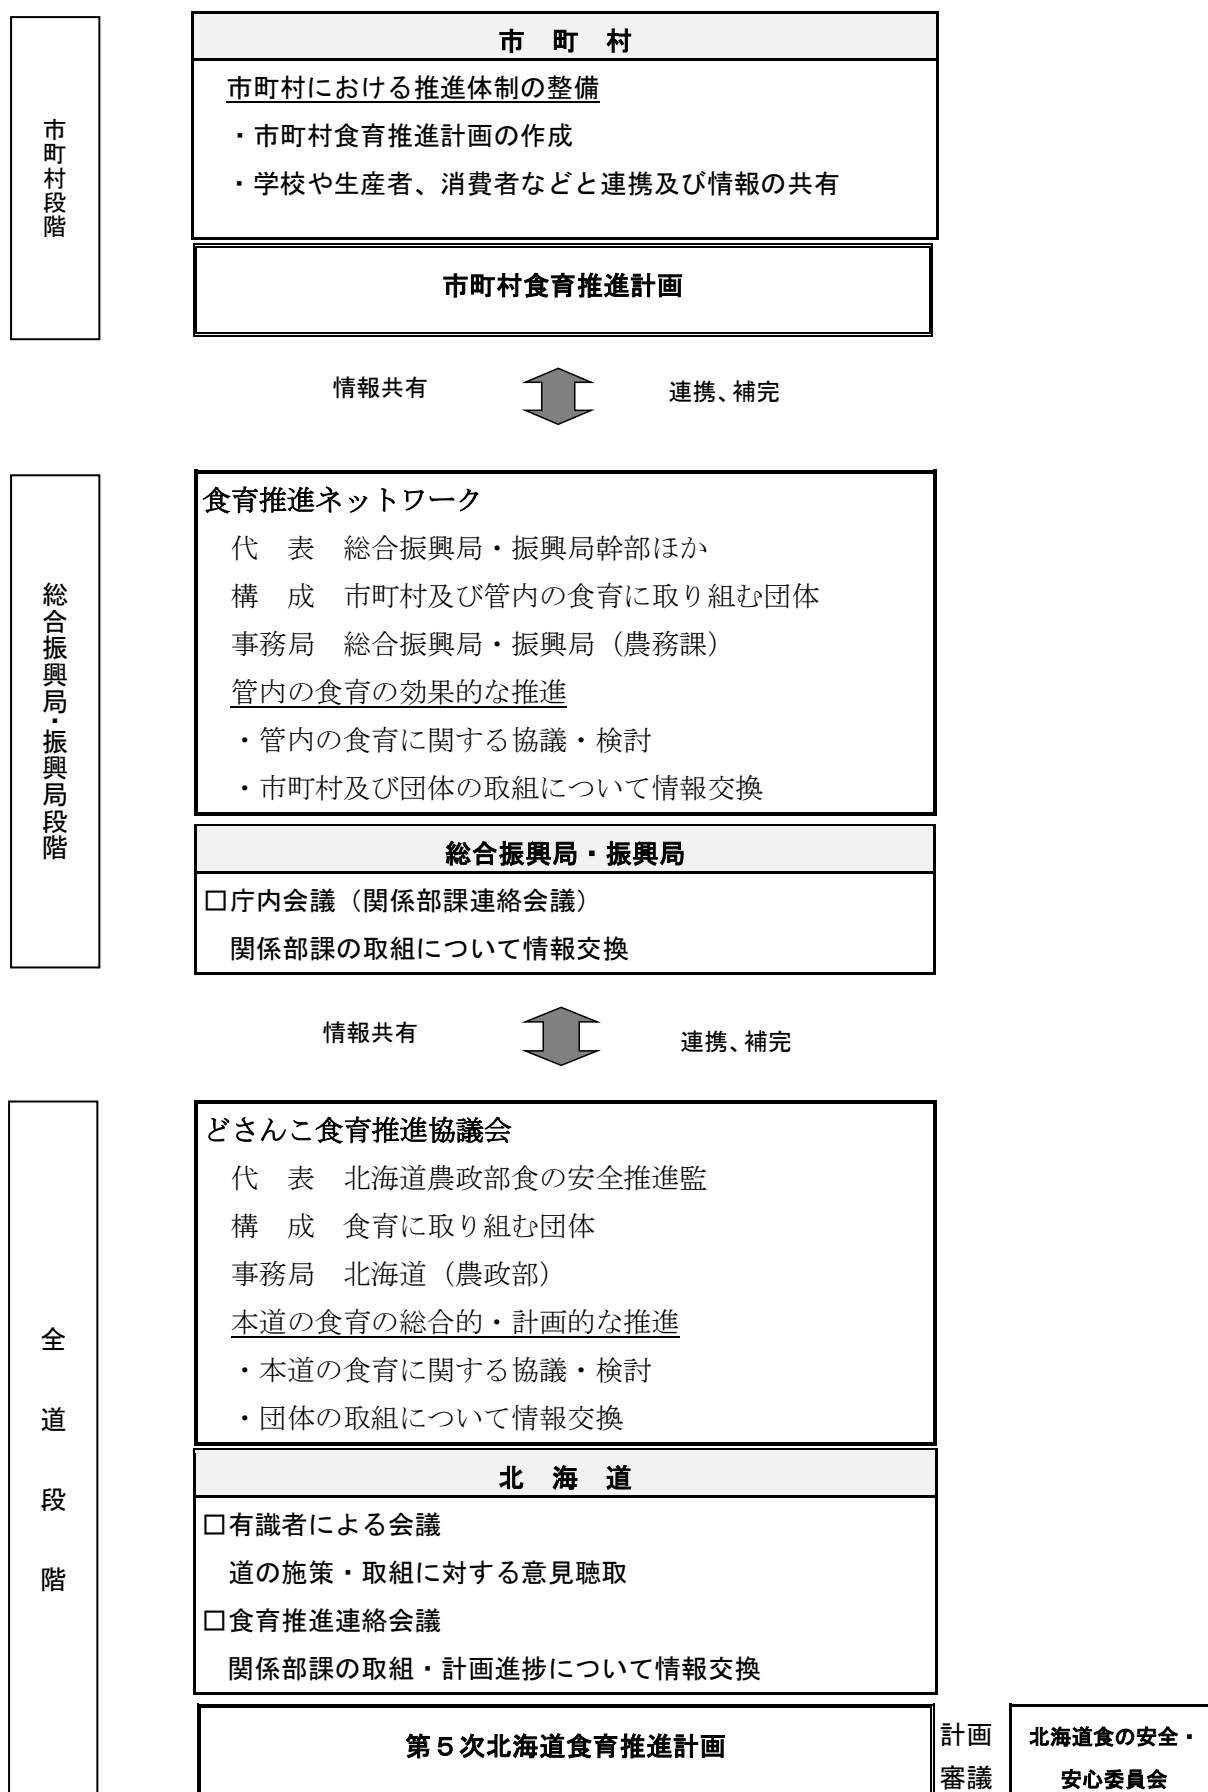 市町村段階
市　町　村
市町村における推進体制の整備
・市町村食育推進計画の作成
・学校や生産者、消費者などと連携及び情報の共有
市町村食育推進計画
情報共有
連携、補完
総合振興局・振興局段階
食育推進ネットワーク
代　表　総合振興局・振興局幹部ほか
構　成　市町村及び管内の食育に取り組む団体
事務局　総合振興局・振興局（農務課）
管内の食育の効果的な推進
・管内の食育に関する協議・検討
・市町村及び団体の取組について情報交換
総合振興局・振興局
□庁内会議（関係部課連絡会議）
関係部課の取組について情報交換
情報共有
連携、補完
全道段階
どさんこ食育推進協議会
代　表　北海道農政部食の安全推進監
構　成　食育に取り組む団体
事務局　北海道（農政部）
本道の食育の総合的・計画的な推進
・本道の食育に関する協議・検討
・団体の取組について情報交換
北　海　道
□有識者による会議
道の施策・取組に対する意見聴取
□食育推進連絡会議
関係部課の取組・計画進捗について情報交換
第５次北海道食育推進計画
計画
審議
北海道食の安全・
安心委員会